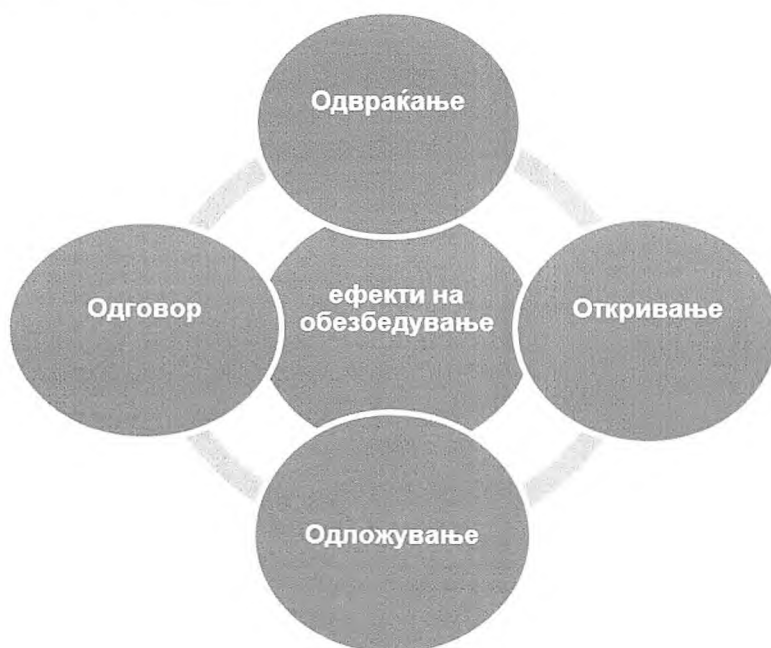 Одвраќање
Одговор
ефекти на
обезбедување
Откривање
Одложување